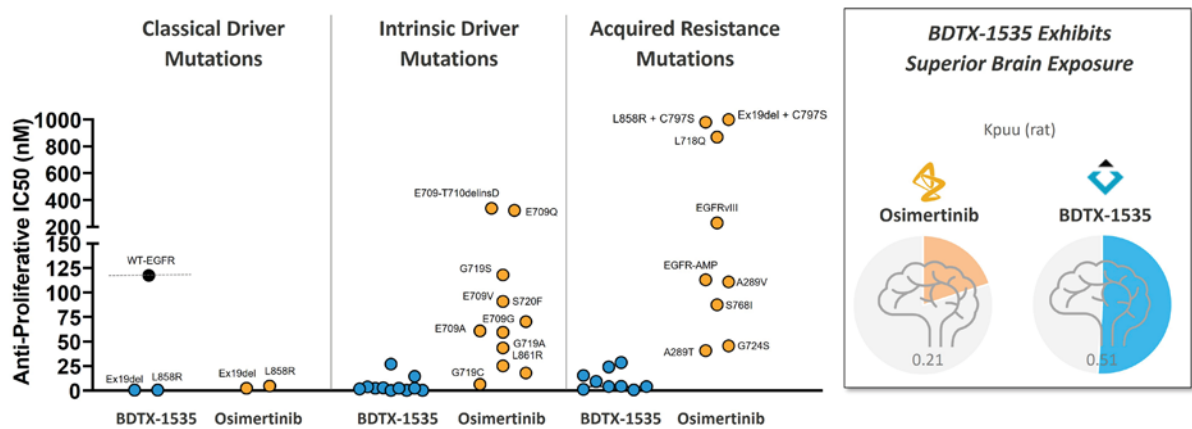 Classical Driver
Mutations
Intrinsic Driver
Mutations
Acquired Resistance
Mutations
Anti-Proliferative IC50 (nM)
1000
800
600
400
200
150
125
100
75
50
25
0
WT-EGFR
Ex19del
L858R
Ex19del
L858R
E709-T710delinsD
E709Q
G719S
E709V
S720F
E709A
E709G
G719A
L861R
G719C
L858R + C797S
Ex19del + C797S
L718Q
EGFRvIII
EGFR-AMP
A289V
S768I
A289T
G724S
BDTX-1535
Osimertinib
BDTX-1535
Osimertinib
BDTX-1535
Osimertinib
BDTX-1535 Exhibits
Superior Brain Exposure
Kpuu (rat)
Osimertinib
BDTX-1535
0.21
0.51